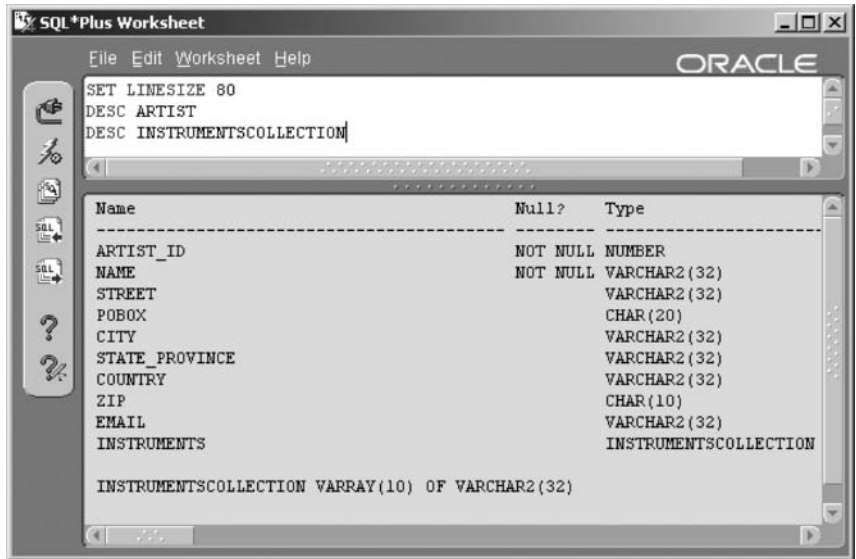 SQL*Plus Worksheet
File Edit Worksheet Help
ORACLE
SET LINESIZE 80
DESC ARTIST
DESC INSTRUMENTSCOLLECTION
Name Null? Type
----------------------------------------- -------- ----------------------
ARTIST_ID NOT NULL NUMBER
NAME NOT NULL VARCHAR2(32)
STREET VARCHAR2(32)
POBOX CHAR(20)
CITY VARCHAR2(32)
STATE_PROVINCE VARCHAR2(32)
COUNTRY VARCHAR2(32)
ZIP CHAR(10)
EMAIL VARCHAR2(32)
INSTRUMENTS INSTRUMENTSCOLLECTION
INSTRUMENTSCOLLECTION VARRAY(10) OF VARCHAR2(32)
SQL
SQL